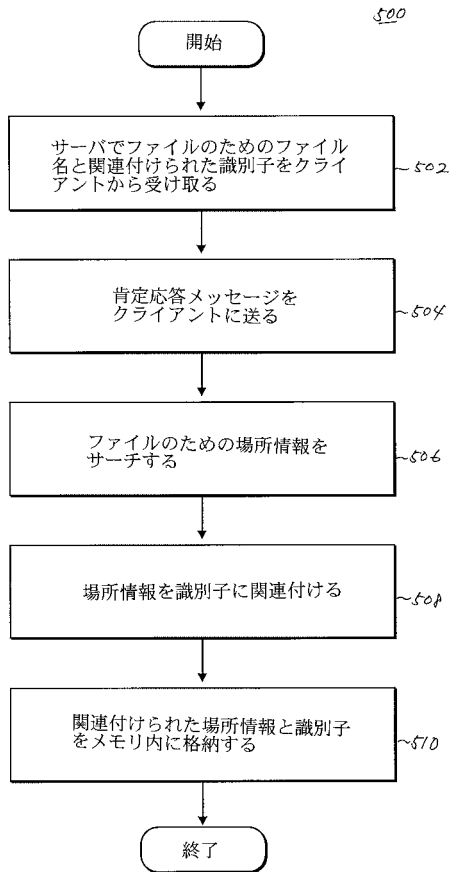 500
開始
サーバでファイルのためのファイル
名と関連付けられた識別子をクライ
アントから受け取る
502
肯定応答メッセージを
クライアントに送る
504
ファイルのための場所情報を
サーチする
506
場所情報を識別子に関連付ける
508
関連付けられた場所情報と識別子
をメモリ内に格納する
510
終了